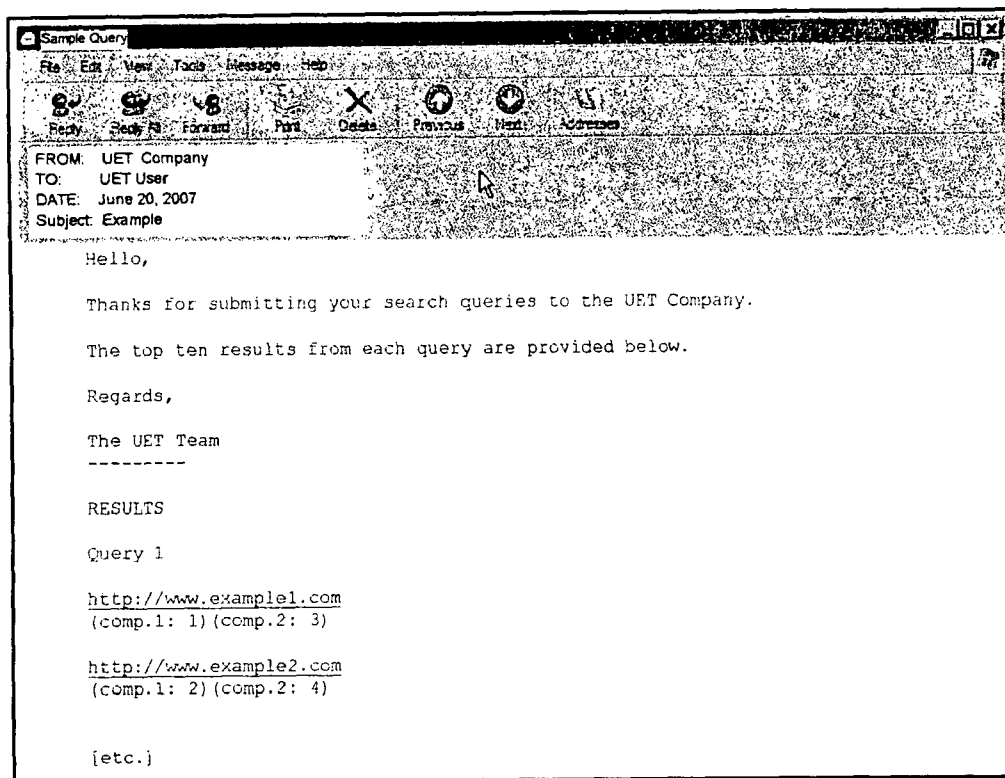 Sample Query
File Edit View Tools Message Help
Reply Reply All Forward Print Delete Previous Next Addresses
FROM: UET Company
TO: UET User
DATE: June 20, 2007
Subject: Example
Hello,
Thanks for submitting your search queries to the UET Company.
The top ten results from each query are provided below.
Regards,
The UET Team
---------
RESULTS
Query 1
http://www.example1.com
(comp.1: 1)(comp.2: 3)
http://www.example2.com
(comp.1: 2)(comp.2: 4)
[etc.]